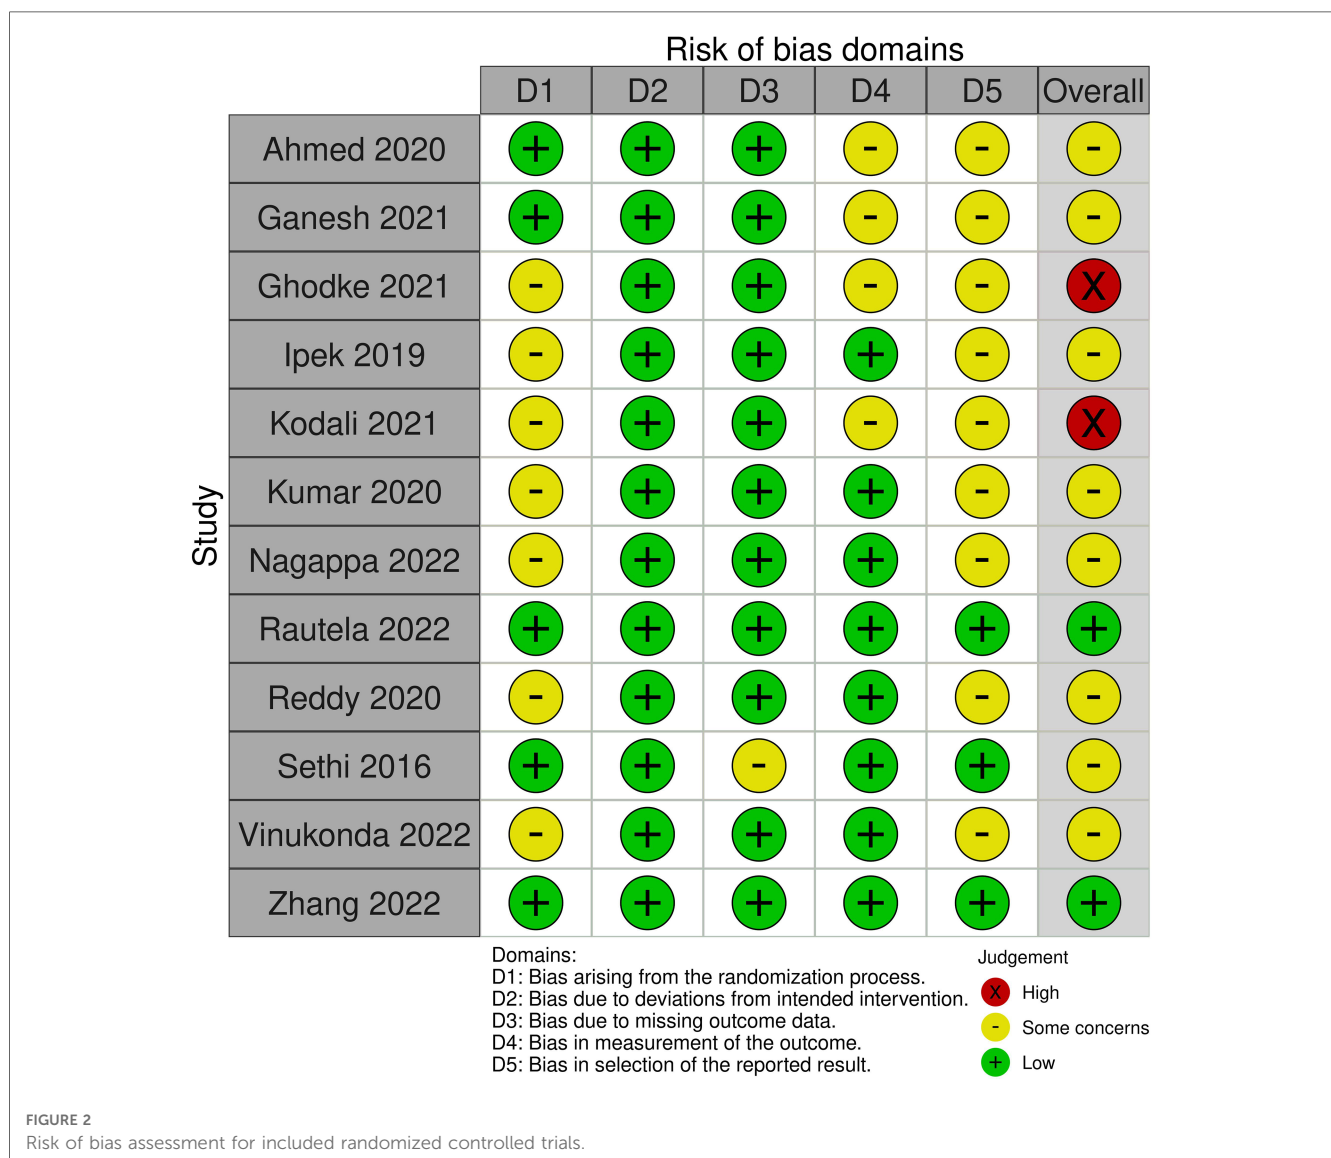 Risk of bias domains
D1 D2 D3 D4 D5 Overall
Study
Ahmed 2020 + + + - - -
Ganesh 2021 + + + - - -
Ghodke 2021 - + + - - X
Ipek 2019 - + + + - -
Kodali 2021 - + + - - X
Kumar 2020 - + + + - -
Nagappa 2022 - + + + - -
Rautela 2022 + + + + + +
Reddy 2020 - + + + - -
Sethi 2016 + + - + + -
Vinukonda 2022 - + + + - -
Zhang 2022 + + + + + +
Domains:
D1: Bias arising from the randomization process.
D2: Bias due to deviations from intended intervention.
D3: Bias due to missing outcome data.
D4: Bias in measurement of the outcome.
D5: Bias in selection of the reported result.
Judgement
X High
- Some concerns
+ Low
FIGURE 2
Risk of bias assessment for included randomized controlled trials.